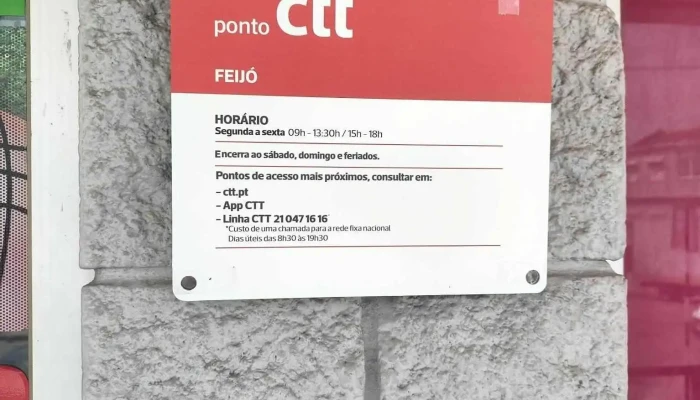 ponto ctt
FEIJÓ
HORÁRIO
Segunda a sexta 09h - 13:30h / 15h - 18h
Encerra ao sábado, domingo e feriados.
Pontos de acesso mais próximos, consultar em:
- ctt.pt
- App CTT
- Linha CTT 21 047 16 16*
*Custo de uma chamada para a rede fixa nacional
Dias úteis das 8h30 às 19h30